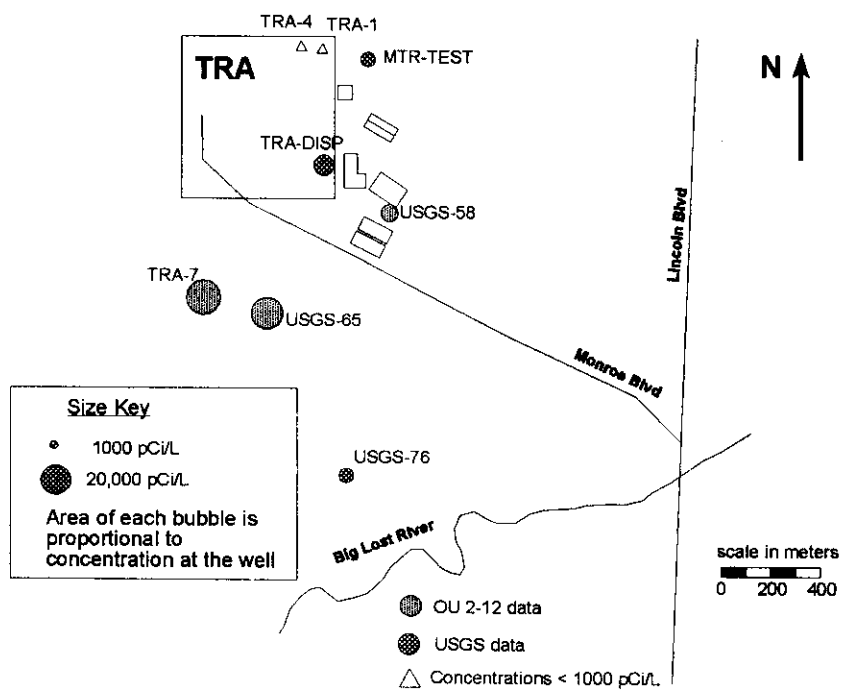 TRA-4
TRA-1
TRA
MTR-TEST
N
TRA-DISP
USGS-58
Lincoln Blvd
TRA-7
USGS-65
Monroe Blvd
Size Key
1000 pCi/L
20,000 pCi/L
Area of each bubble is
proportional to
concentration at the well
USGS-76
Big Lost River
scale in meters
0 200 400
OU 2-12 data
USGS data
Concentrations < 1000 pCi/L